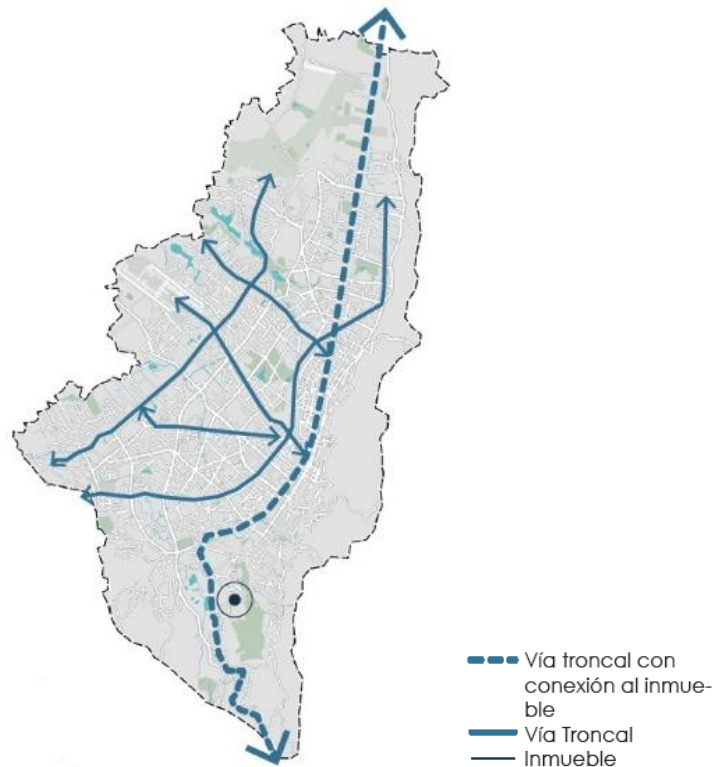 Vía troncal con
conexión al inmue-
ble
Vía Troncal
Inmueble